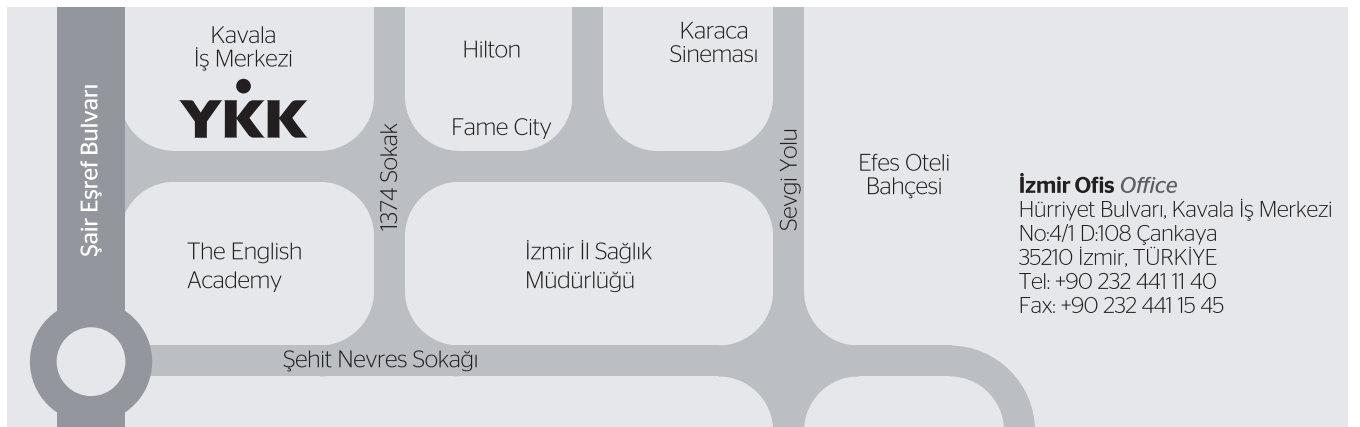 Kavala
İş Merkezi
YKK
Hilton
Fame City
Karaca
Sineması
Şair Eşref Bulvarı
1374 Sokak
Sevgi Yolu
Efes Oteli
Bahçesi
The English
Academy
İzmir İl Sağlık
Müdürlüğü
Şehit Nevres Sokağı
İzmir Ofis Office
Hürriyet Bulvarı, Kavala İş Merkezi
No:4/1 D:108 Çankaya
35210 İzmir, TÜRKİYE
Tel: +90 232 441 11 40
Fax: +90 232 441 15 45